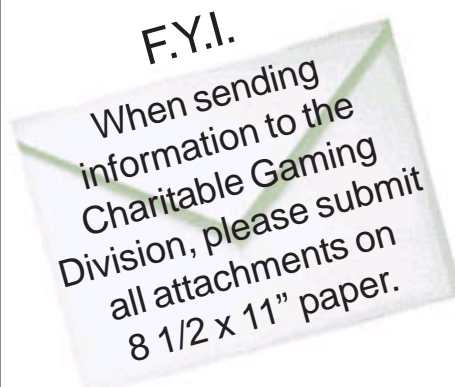 F.Y.I.
When sending
information to the
Charitable Gaming
Division, please submit
all attachments on
8 1/2 x 11” paper.